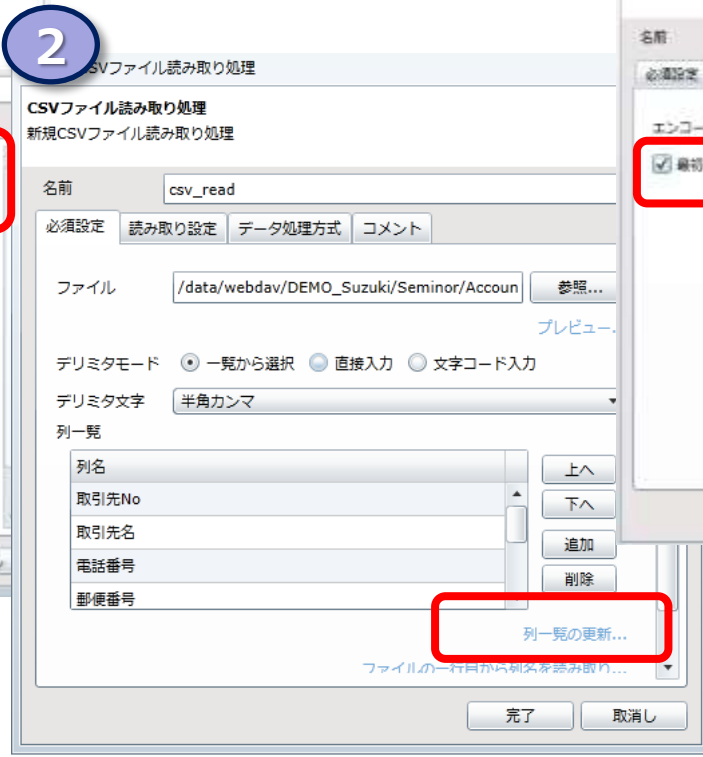 2
CSVファイル読み取り処理
CSVファイル読み取り処理
新規CSVファイル読み取り処理
名前 csv_read
必須設定 読み取り設定 データ処理方式 コメント
ファイル /data/webdav/DEMO_Suzuki/Seminor/Accoun 参照...
プレビュー.
デリミタモード 一覧から選択 直接入力 文字コード入力
デリミタ文字 半角カンマ
列一覧
列名
取引先No
取引先名
電話番号
郵便番号
上へ
下へ
追加
削除
列一覧の更新...
ファイルの一行目から列名を読み取り...
完了 取消し
名前
必須設定
エンコー
最初